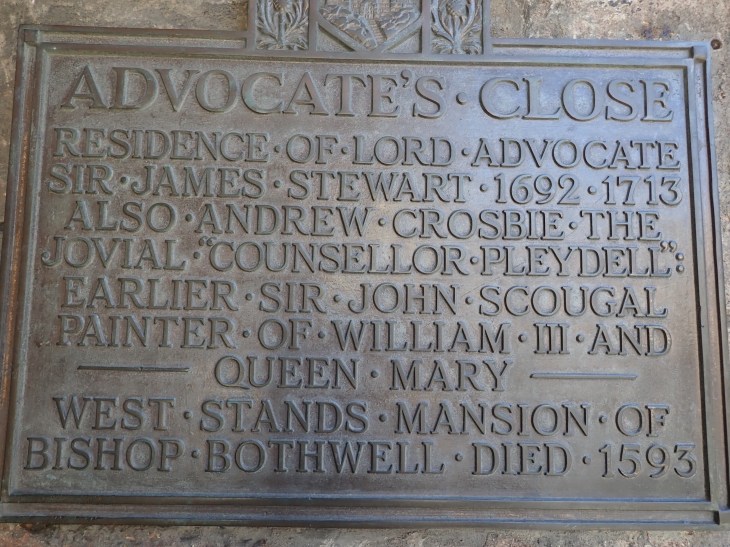 ADVOCATE'S · CLOSE
RESIDENCE · OF · LORD · ADVOCATE
SIR · JAMES · STEWART · 1692 · 1713
ALSO · ANDREW · CROSBIE · THE
JOVIAL · "COUNSELLOR · PLEYDELL":
EARLIER · SIR · JOHN · SCOUGAL
PAINTER · OF · WILLIAM · III · AND
QUEEN · MARY
WEST · STANDS · MANSION · OF
BISHOP · BOTHWELL · DIED · 1593